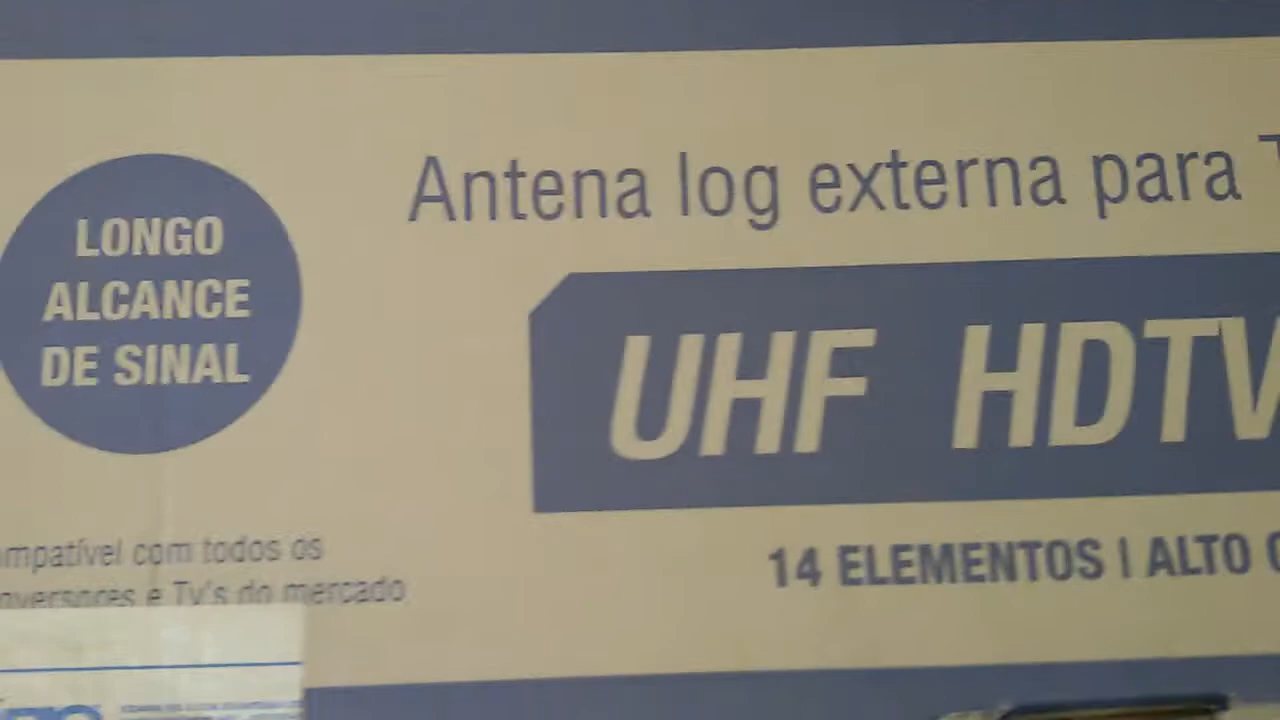 Antena log externa para
LONGO
ALCANCE
DE SINAL
UHF HDTV
14 ELEMENTOS | ALTO
ompatível com todos os
nversores e Tv's do mercado